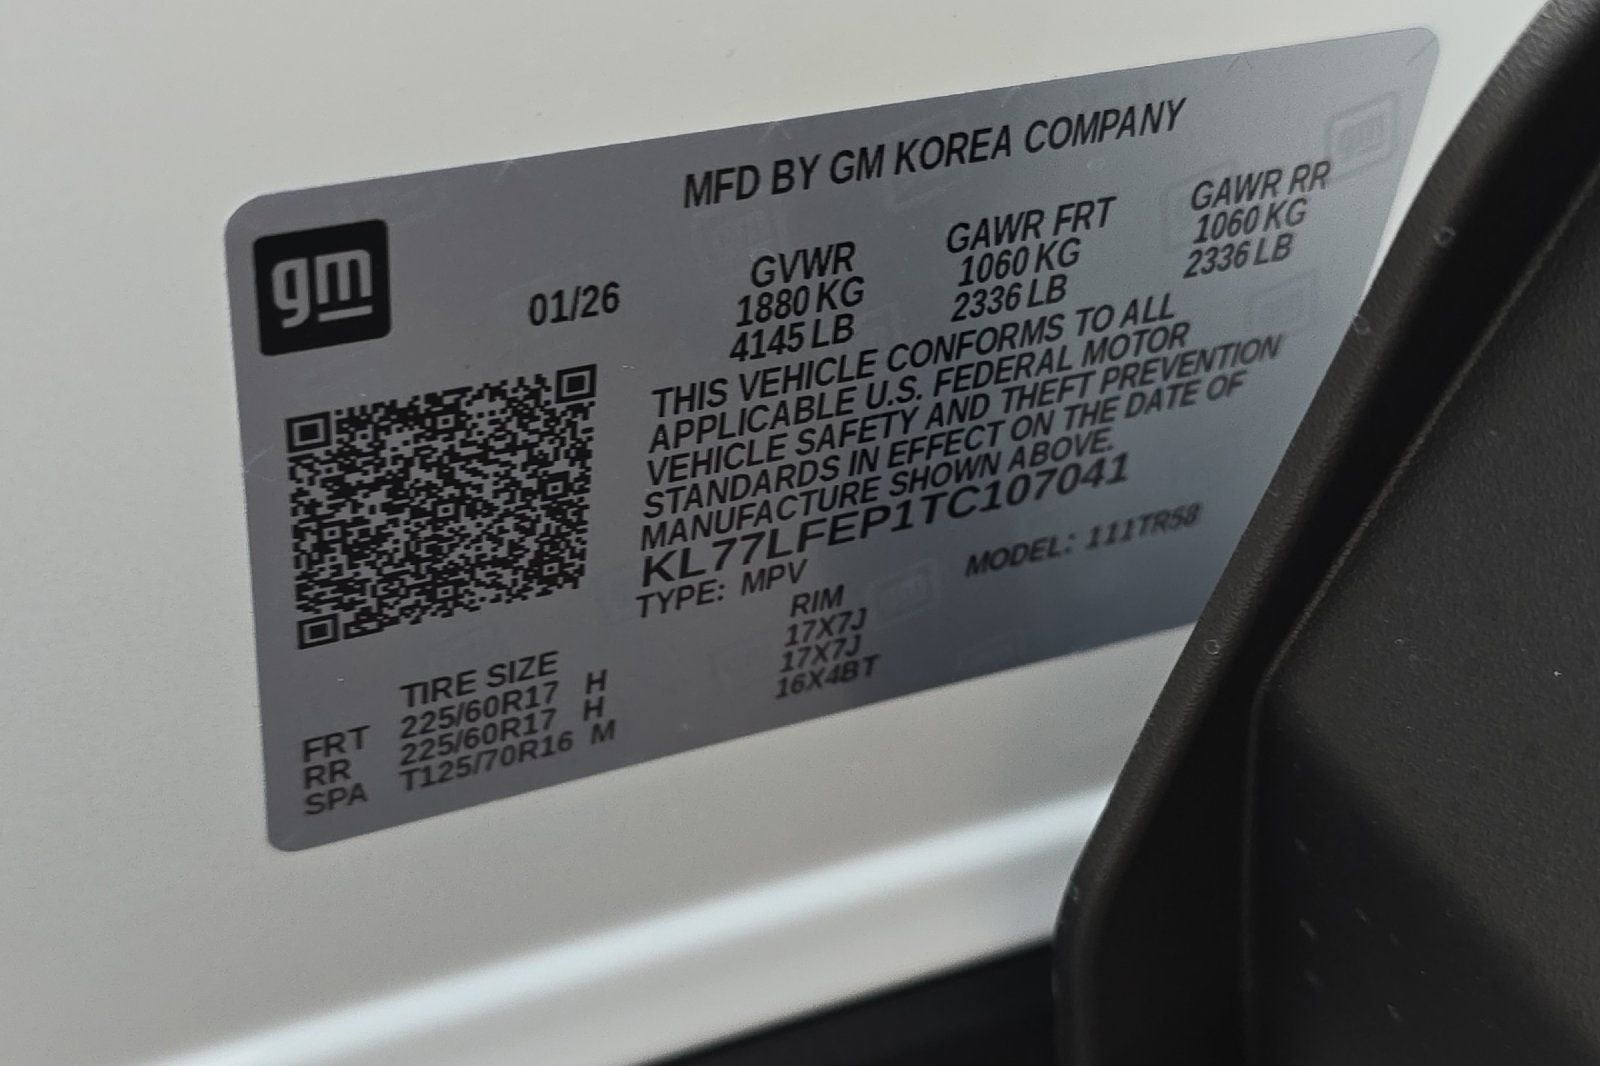 MFD BY GM KOREA COMPANY
gm
01/26
GVWR
1880 KG
4145 LB
GAWR FRT
1060 KG
2336 LB
GAWR RR
1060 KG
2336 LB
THIS VEHICLE CONFORMS TO ALL
APPLICABLE U.S. FEDERAL MOTOR
VEHICLE SAFETY AND THEFT PREVENTION
STANDARDS IN EFFECT ON THE DATE OF
MANUFACTURE SHOWN ABOVE.
KL77LFEP1TC107041
TYPE: MPV MODEL: 111TR58
TIRE SIZE RIM
FRT 225/60R17 H 17X7J
RR 225/60R17 H 17X7J
SPA T125/70R16 M 16X4BT